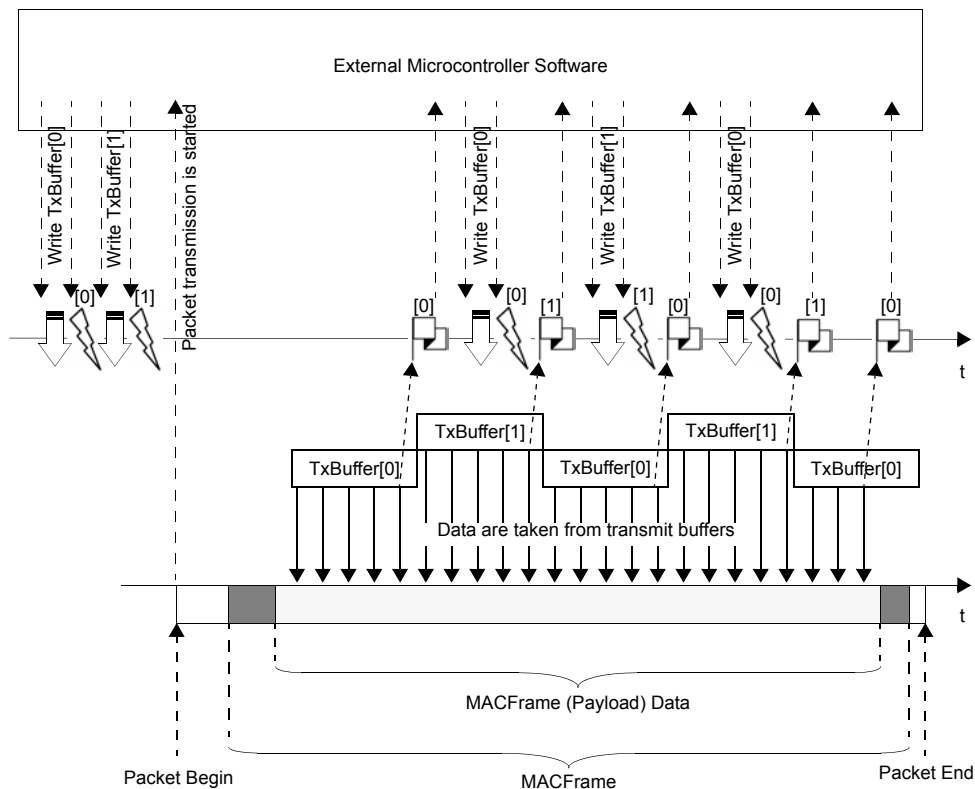 External Microcontroller Software
Write TxBuffer[0]
Write TxBuffer[1]
Packet transmission is started
Write TxBuffer[0]
Write TxBuffer[1]
Write TxBuffer[0]
[0]
[1]
[0]
[0]
[1]
[1]
[0]
[0]
[1]
[0]
t
TxBuffer[0]
TxBuffer[1]
TxBuffer[0]
TxBuffer[1]
TxBuffer[0]
Data are taken from transmit buffers
t
MACFrame (Payload) Data
Packet Begin
MACFrame
Packet End